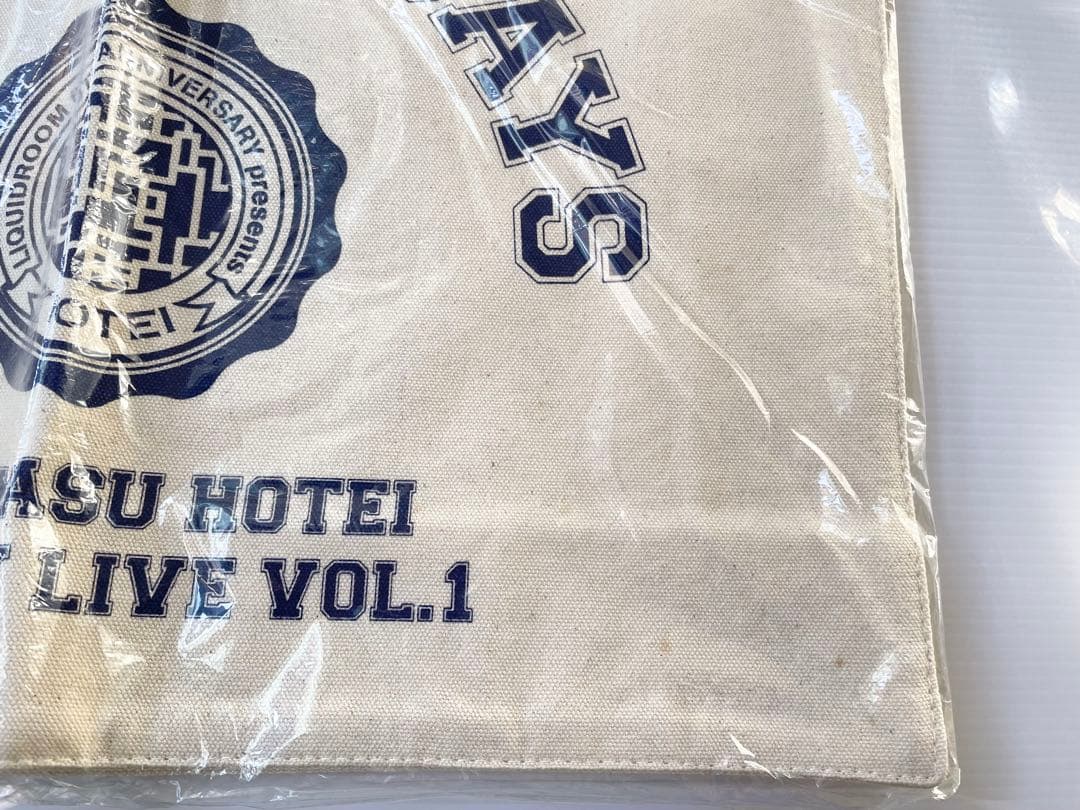 AYS
LIQUIDROOM ANNIVERSARY presents
HOTEI
ASU HOTEI
LIVE VOL.1